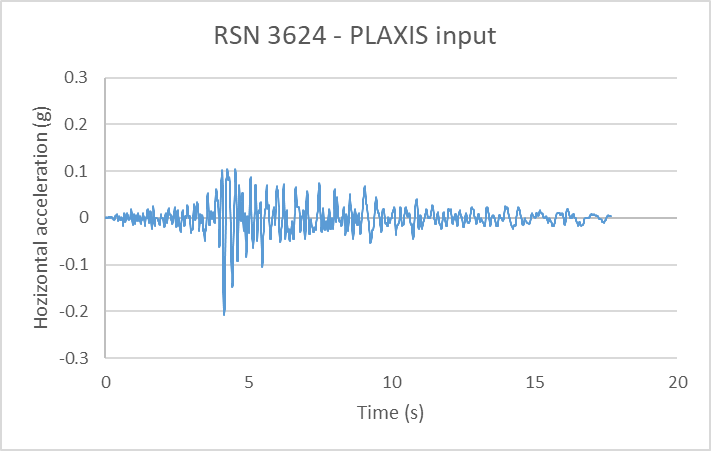 RSN 3624 - PLAXIS input
0.3
0.2
0.1
0
-0.1
-0.2
-0.3
Hozizontal acceleration (g)
0 5 10 15 20
Time (s)